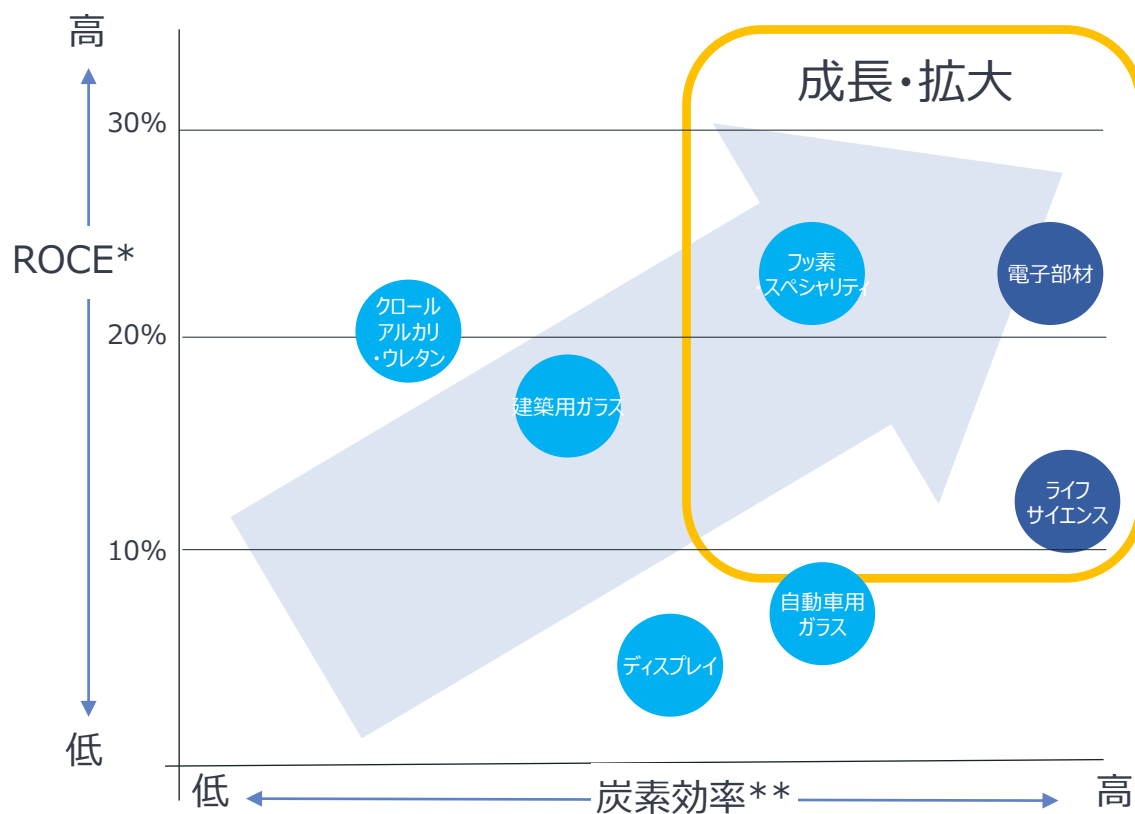 高
成長・拡大
30%
ROCE*
フッ素
・スペシャリティ
電子部材
クロール
アルカリ
・ウレタン
20%
建築用ガラス
ライフ
サイエンス
10%
自動車用
ガラス
ディスプレイ
低
低
炭素効率**
高